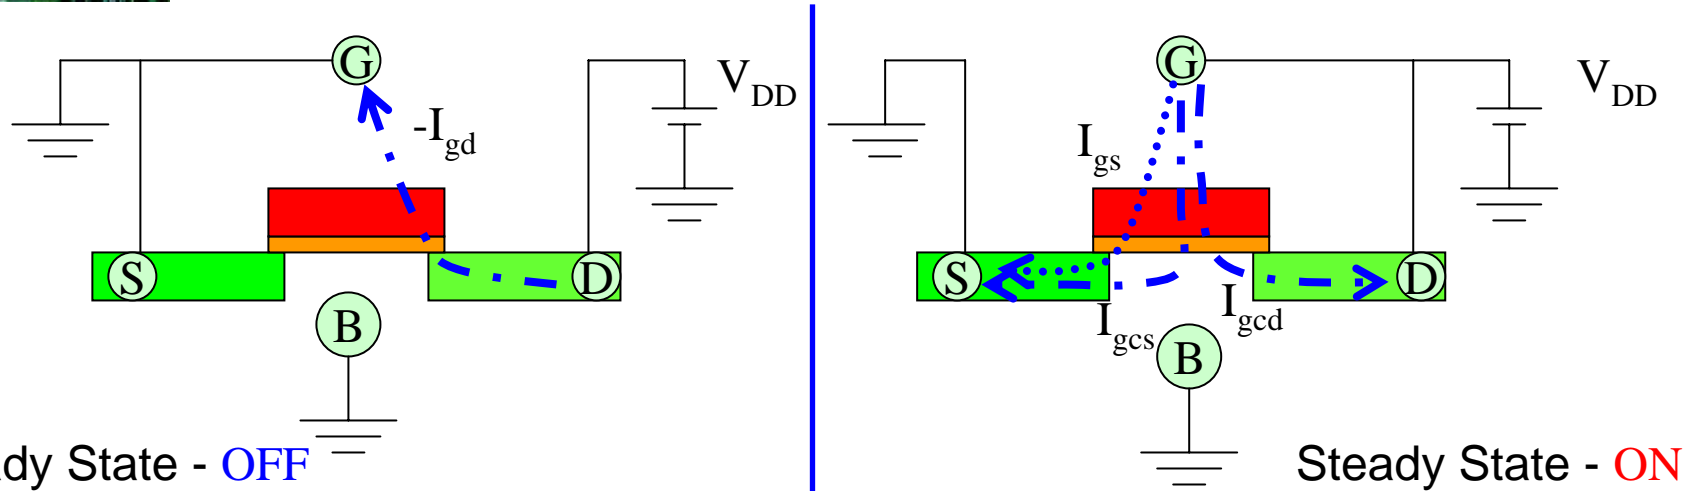 G
V_DD
-I_gd
S
D
B
dy State - OFF
G
V_DD
I_gs
S
D
I_gcs
I_gcd
B
Steady State - ON